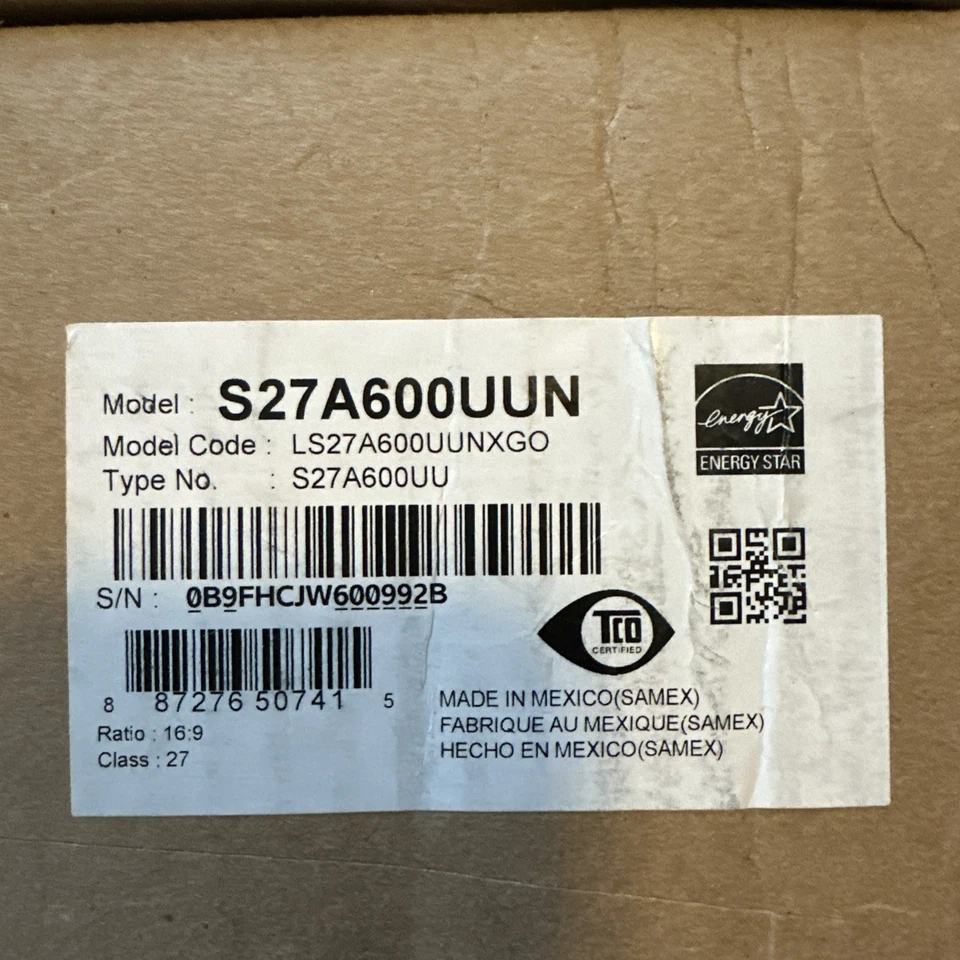 Model : S27A600UUN
Model Code : LS27A600UUNXGO
Type No. : S27A600UU
S/N : 0B9FHCJW600992B
8 87276 50741 5
Ratio : 16:9
Class : 27
energy
ENERGY STAR
TCO
CERTIFIED
MADE IN MEXICO(SAMEX)
FABRIQUE AU MEXIQUE(SAMEX)
HECHO EN MEXICO(SAMEX)